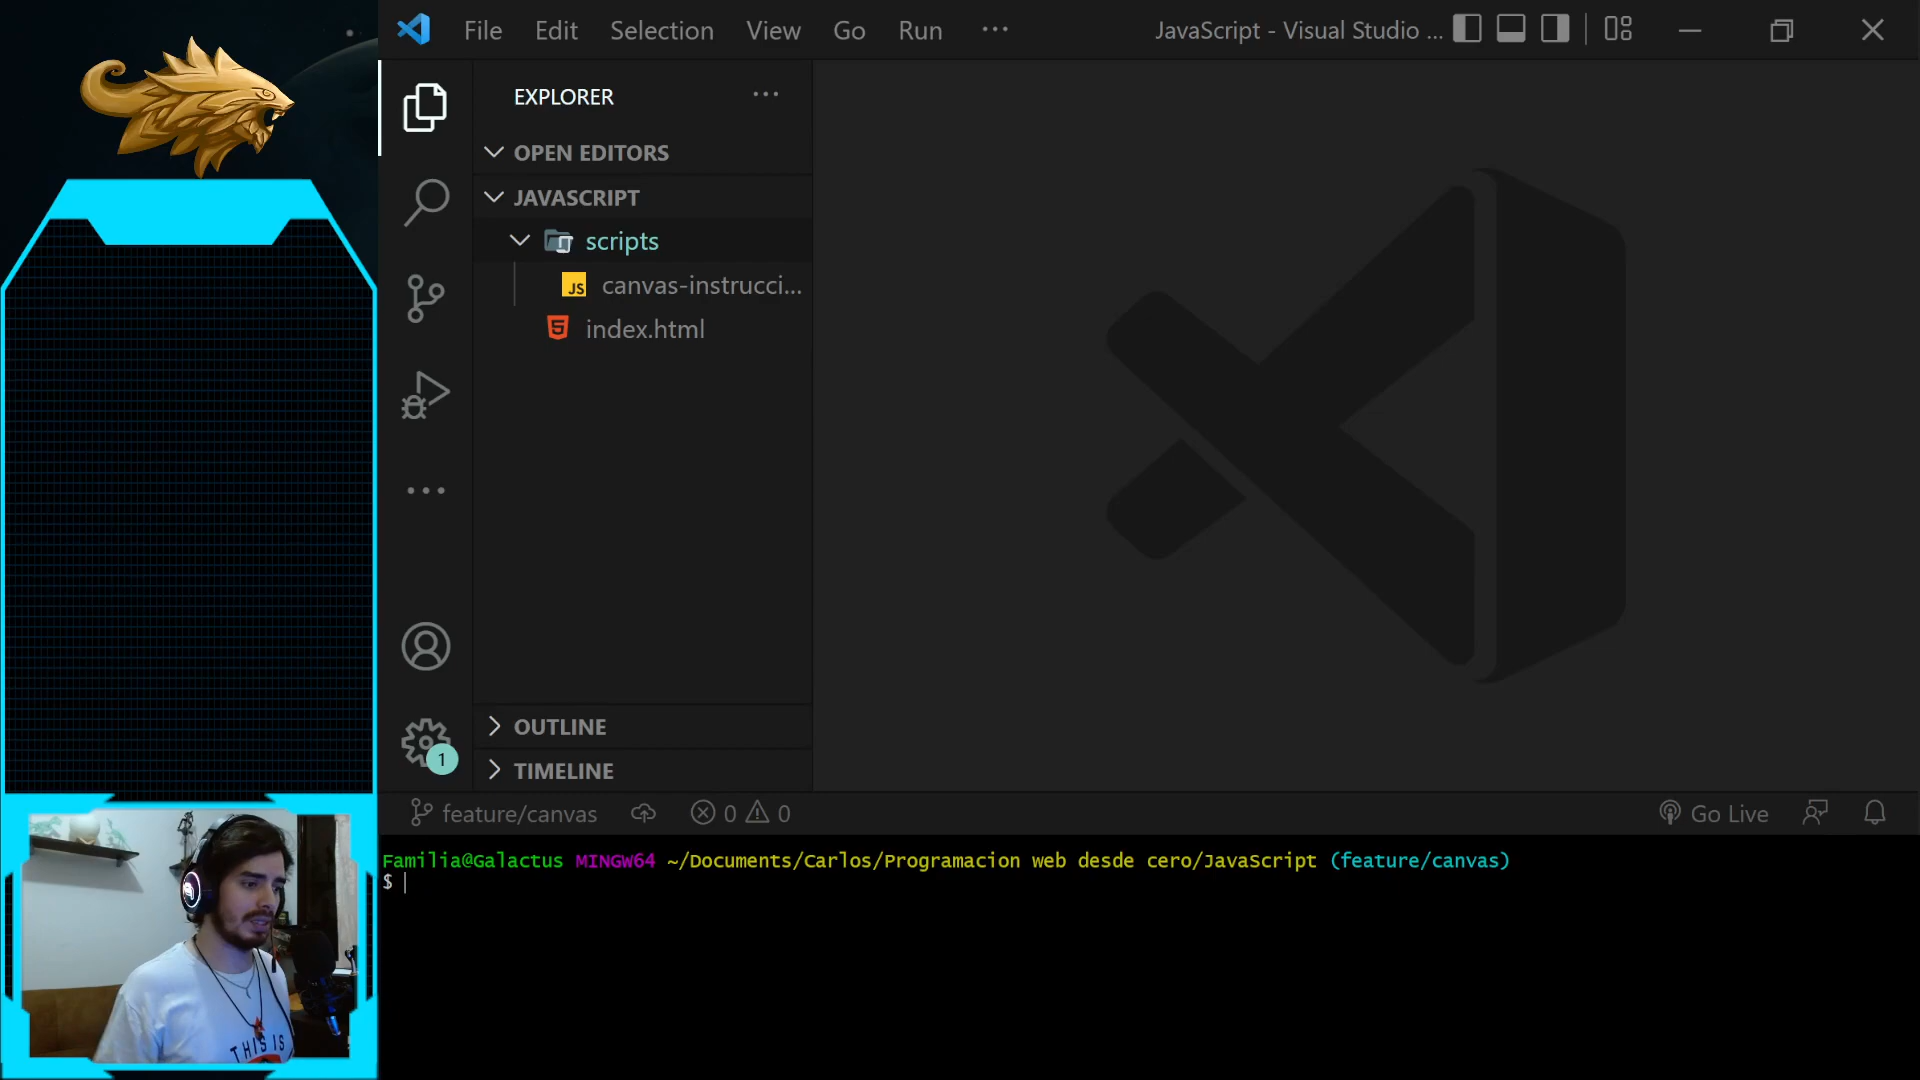 File Edit Selection View Go Run ··· JavaScript - Visual Studio ...
EXPLORER ···
OPEN EDITORS
JAVASCRIPT
scripts
JS canvas-instrucci...
5 index.html
OUTLINE
1
TIMELINE
feature/canvas 0 0 Go Live
Familia@Galactus MINGW64 ~/Documents/Carlos/Programacion web desde cero/JavaScript (feature/canvas)
$
THIS IS